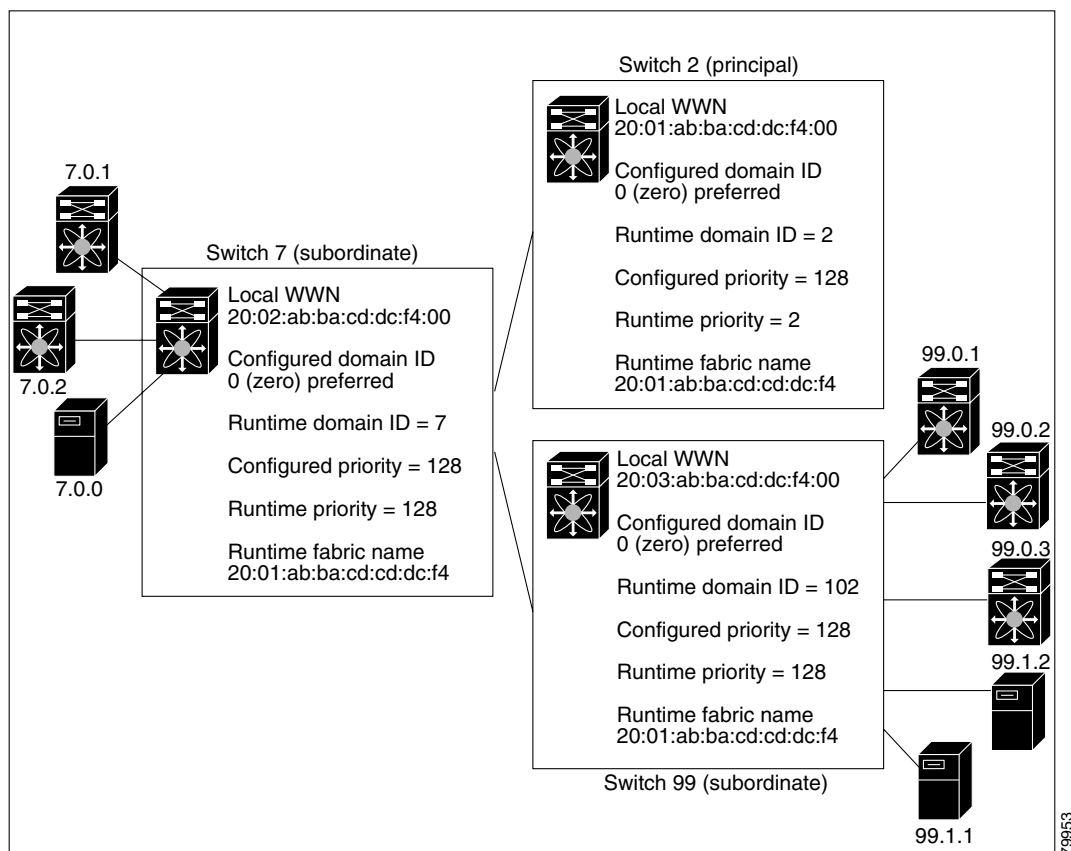 Switch 2 (principal)
Local WWN
20:01:ab:ba:cd:dc:f4:00
Configured domain ID
0 (zero) preferred
Runtime domain ID = 2
Configured priority = 128
Runtime priority = 2
Runtime fabric name
20:01:ab:ba:cd:cd:dc:f4
7.0.1
7.0.2
7.0.0
Switch 7 (subordinate)
Local WWN
20:02:ab:ba:cd:dc:f4:00
Configured domain ID
0 (zero) preferred
Runtime domain ID = 7
Configured priority = 128
Runtime priority = 128
Runtime fabric name
20:01:ab:ba:cd:cd:dc:f4
Local WWN
20:03:ab:ba:cd:dc:f4:00
Configured domain ID
0 (zero) preferred
Runtime domain ID = 102
Configured priority = 128
Runtime priority = 128
Runtime fabric name
20:01:ab:ba:cd:cd:dc:f4
Switch 99 (subordinate)
99.0.1
99.0.2
99.0.3
99.1.2
99.1.1
79953